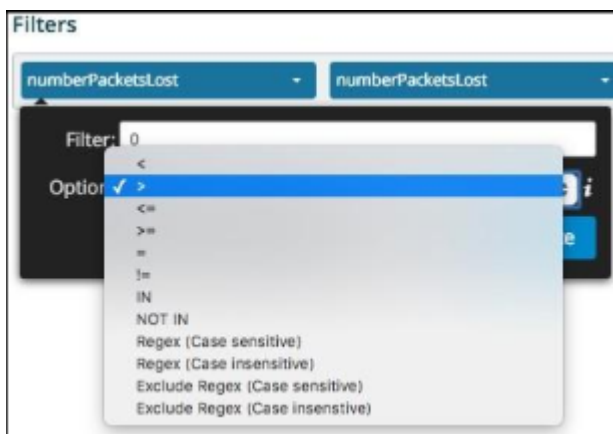 Filters
numberPacketsLost numberPacketsLost
Filter: 0
<
Option ✓ > i
<=
>=
e
=
!=
IN
NOT IN
Regex (Case sensitive)
Regex (Case insensitive)
Exclude Regex (Case sensitive)
Exclude Regex (Case insenstive)